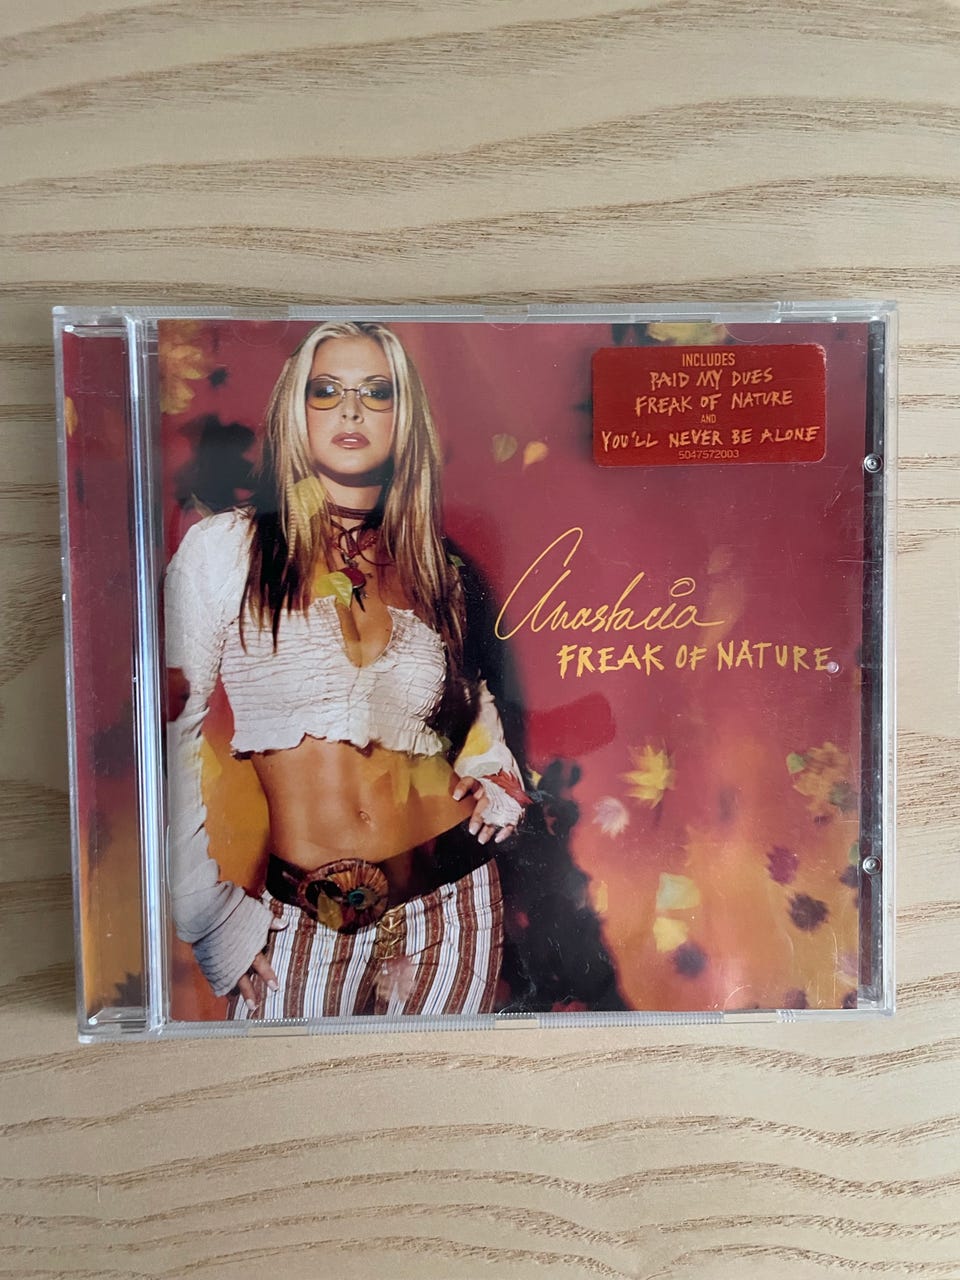 INCLUDES
PAID MY DUES
FREAK OF NATURE
AND
YOU'LL NEVER BE ALONE
5047572003
Anastacia
FREAK OF NATURE